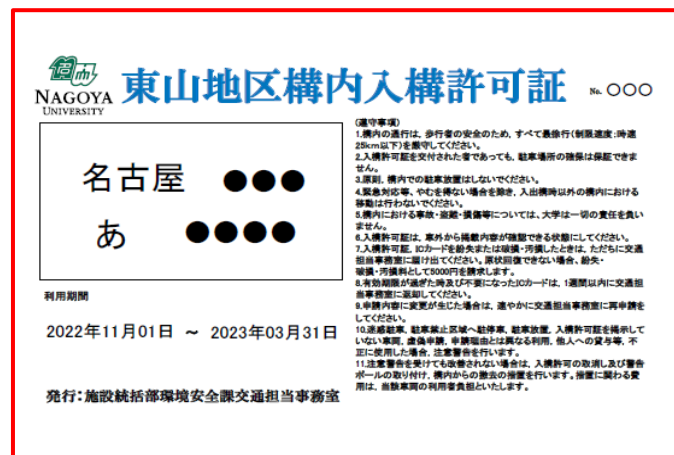 NAGOYA
UNIVERSITY
東山地区構内入構許可証
No. ○○○
名古屋 ●●●
あ ●●●●
利用期間
2022年11月01日 ~ 2023年03月31日
発行:施設統括部環境安全課交通担当事務室
(遵守事項)
1.構内の通行は、歩行者の安全のため、すべて最徐行(制限速度:時速
25km以下)を厳守してください。
2.入構許可証を交付された者であっても、駐車場所の確保は保証できま
せん。
3.原則、構内での駐車放置はしないでください。
4.緊急対応等、やむを得ない場合を除き、入出構時以外の構内における
移動は行わないでください。
5.構内における事故・盗難・損傷等については、大学は一切の責任を負い
ません。
6.入構許可証は、車外から掲載内容が確認できる状態にしてください。
7.入構許可証、ICカードを紛失または破損・汚損したときは、ただちに交通
担当事務室に届け出てください。原状回復できない場合、紛失・
破損・汚損料として5000円を請求します。
8.有効期限が過ぎた時及び不要になったICカードは、1週間以内に交通担
当事務室に返却してください。
9.申請内容に変更が生じた場合は、速やかに交通担当事務室に再申請を
してください。
10.迷惑駐車、駐車禁止区域へ駐停車、駐車放置、入構許可証を掲示して
いない車両、虚偽申請、申請理由とは異なる利用、他人への貸与等、不
正に使用した場合、注意警告を行います。
11.注意警告を受けても改善されない場合は、入構許可の取消し及び警告
ポールの取り付け、構内からの撤去の措置を行います。措置に関わる費
用は、当該車両の利用者負担といたします。